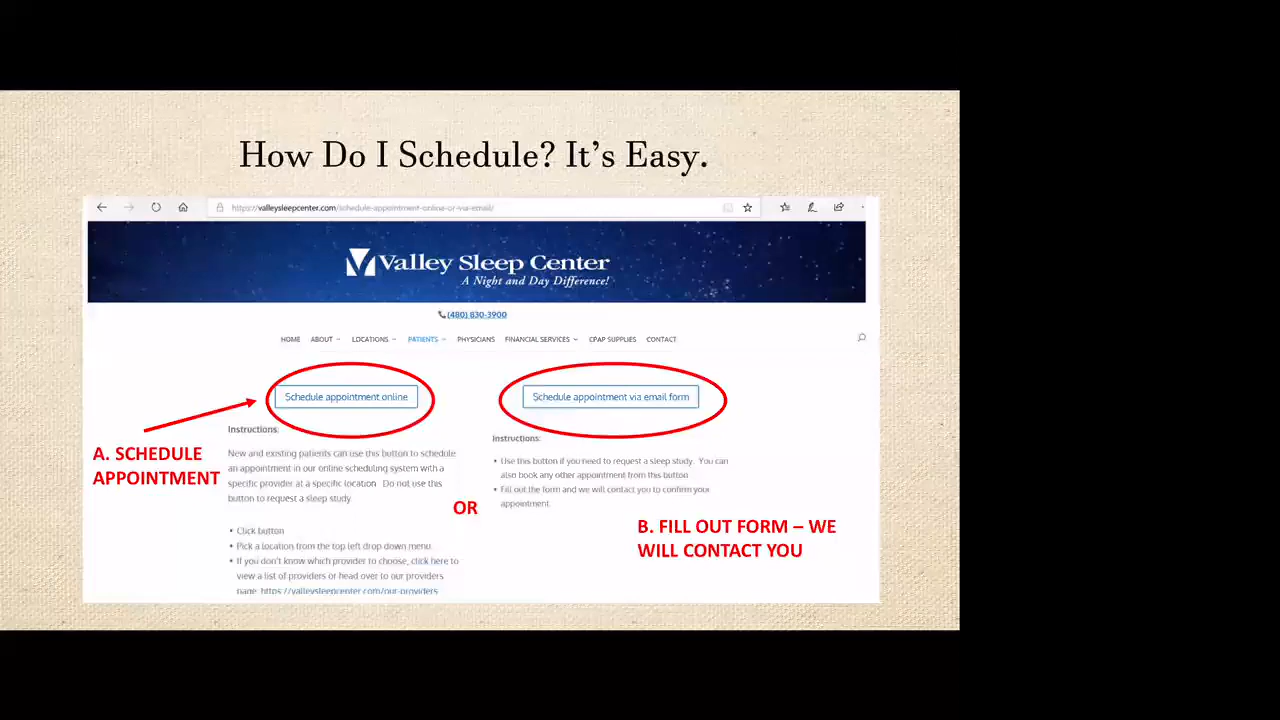 How Do I Schedule? It's Easy.
https://valleysleepcenter.com/schedule-appointment-online-or-via-email/
Valley Sleep Center
A Night and Day Difference!
(480) 830-3900
HOME ABOUT LOCATIONS PATIENTS PHYSICIANS FINANCIAL SERVICES CPAP SUPPLIES CONTACT
Schedule appointment online
Instructions:
New and existing patients can use this button to schedule
an appointment in our online scheduling system with a
specific provider at a specific location. Do not use this
button to request a sleep study.
• Click button
• Pick a location from the top left drop down menu
• If you don't know which provider to choose, click here to
view a list of providers or head over to our providers
page: https://valleysleepcenter.com/our-providers
A. SCHEDULE
APPOINTMENT
OR
Schedule appointment via email form
Instructions:
• Use this button if you need to request a sleep study. You can
also book any other appointment from this button
• Fill out the form and we will contact you to confirm your
appointment.
B. FILL OUT FORM – WE
WILL CONTACT YOU